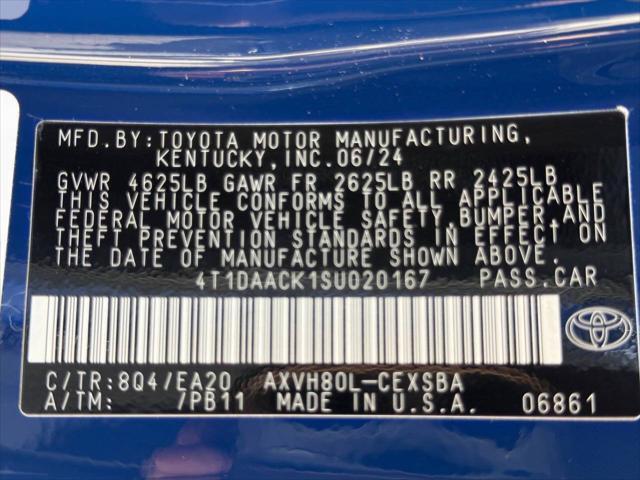 MFD. BY: TOYOTA MOTOR MANUFACTURING,
KENTUCKY, INC. 06/24
GVWR 4625LB GAWR FR 2625LB RR 2425LB
THIS VEHICLE CONFORMS TO ALL APPLICABLE
FEDERAL MOTOR VEHICLE SAFETY, BUMPER, AND
THEFT PREVENTION STANDARDS IN EFFECT ON
THE DATE OF MANUFACTURE SHOWN ABOVE.
4T1DAACK1SU020167 PASS. CAR
C/TR: 8Q4/EA20 AXVH80L-CEXSBA
A/TM: /PB11 MADE IN U.S.A. 06861